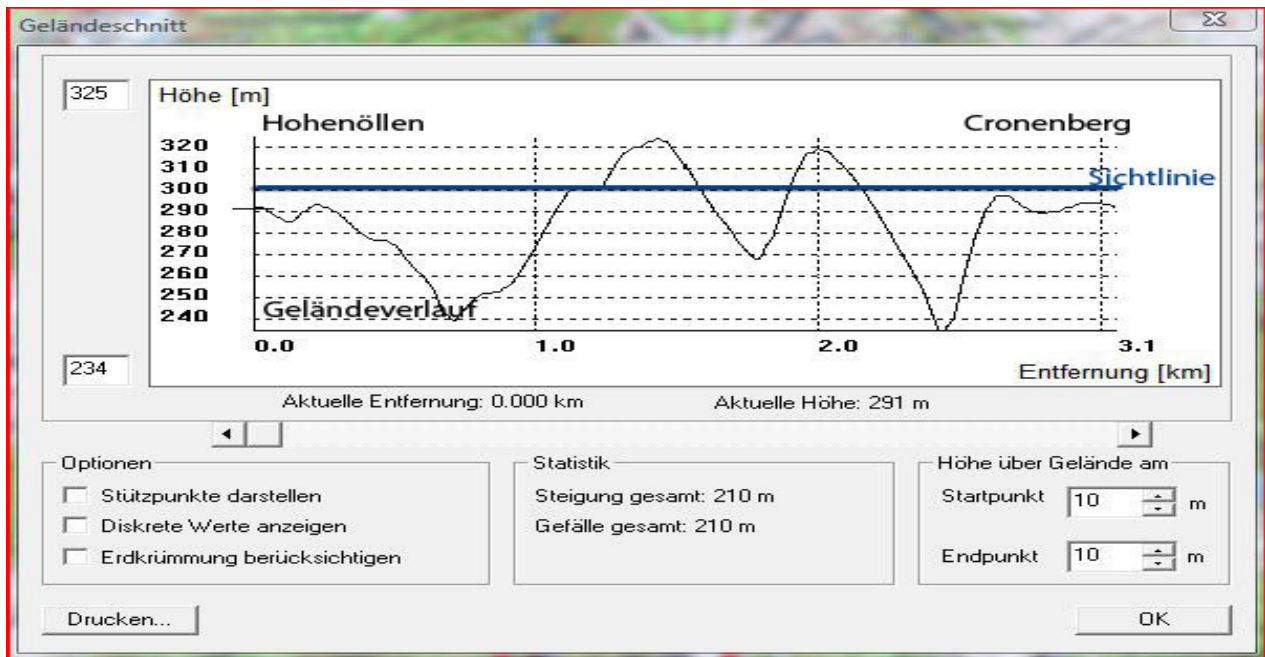 Geländeschnitt
325
Höhe [m]
Hohenöllen Cronenberg
320
310
300
Sichtlinie
290
280
270
260
250
240
Geländeverlauf
0.0 1.0 2.0 3.1
234
Entfernung [km]
Aktuelle Entfernung: 0.000 km Aktuelle Höhe: 291 m
Optionen
Stützpunkte darstellen
Diskrete Werte anzeigen
Erdkrümmung berücksichtigen
Statistik
Steigung gesamt: 210 m
Gefälle gesamt: 210 m
Höhe über Gelände am
Startpunkt 10 m
Endpunkt 10 m
Drucken... OK